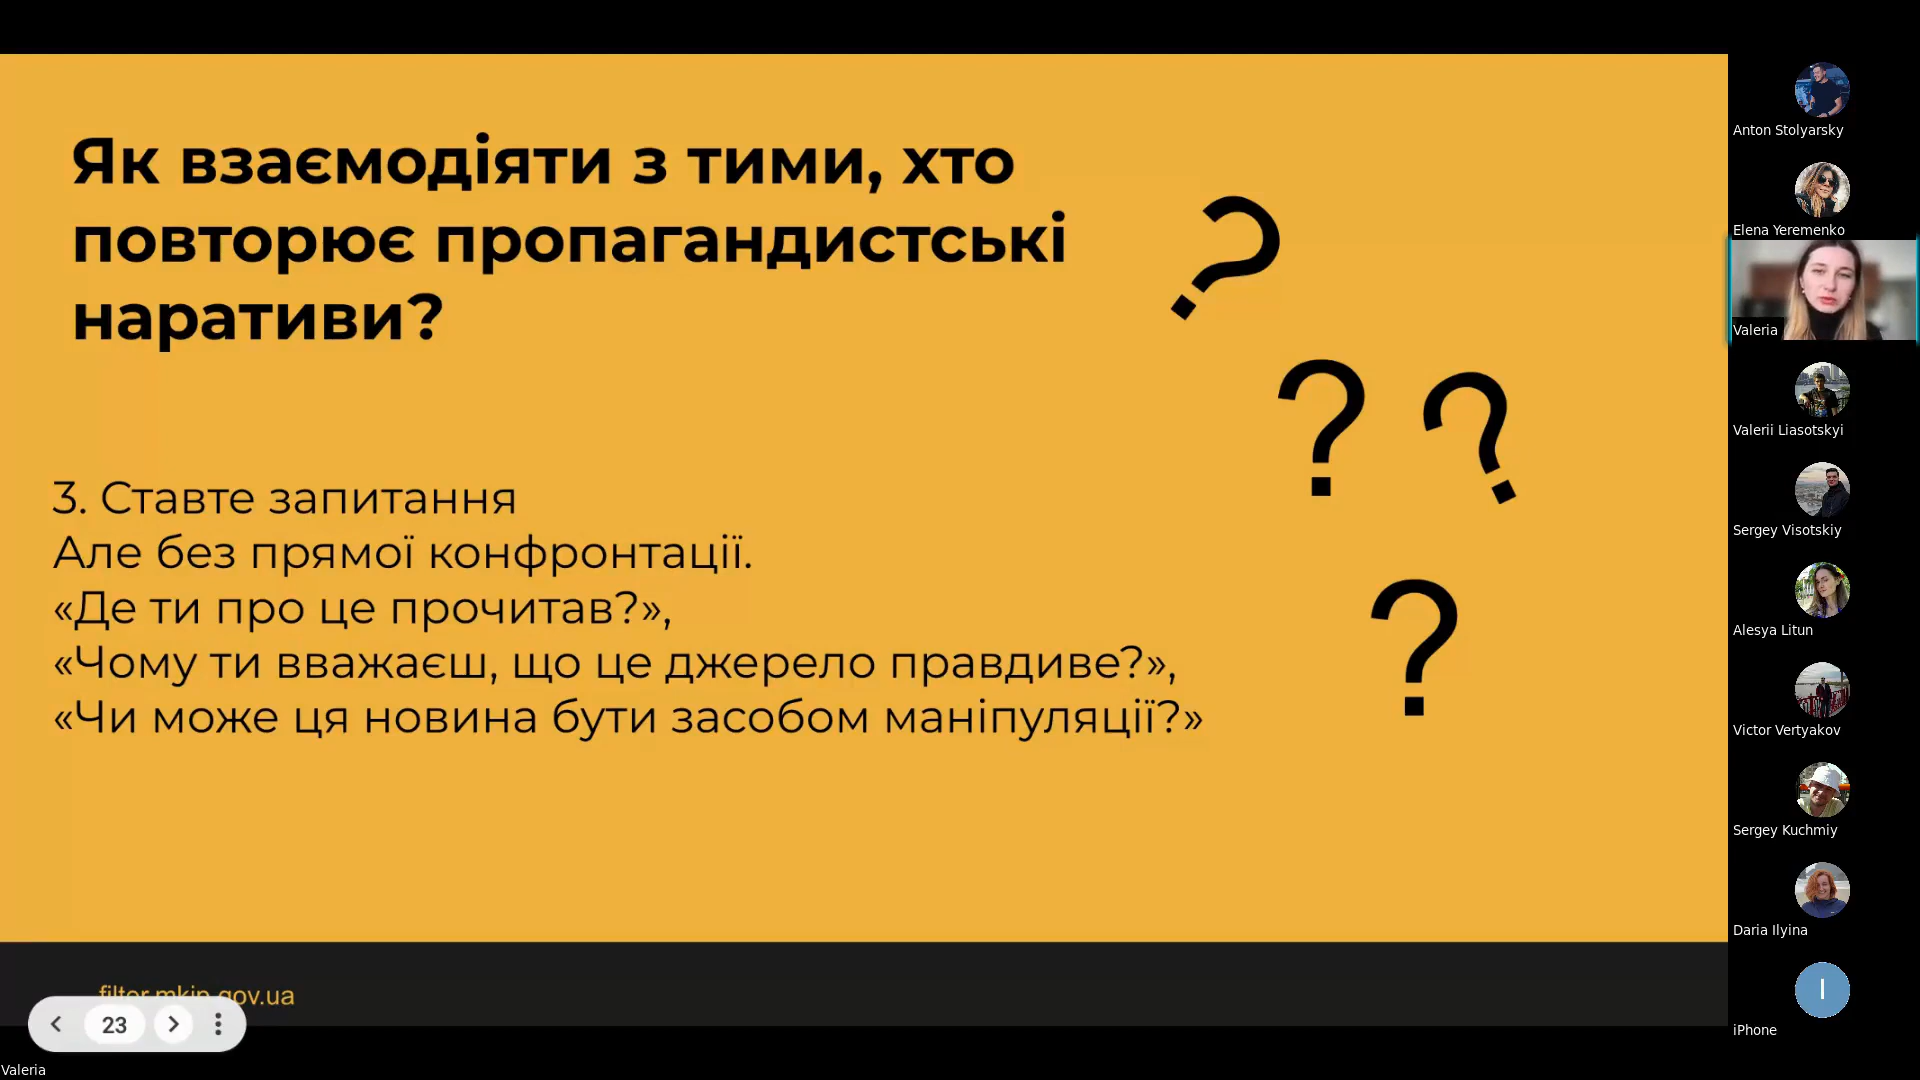 Як взаємодіяти з тими, хто
повторює пропагандистські
наративи?
?
? ?
?
3. Ставте запитання
Але без прямої конфронтації.
«Де ти про це прочитав?»,
«Чому ти вважаєш, що це джерело правдиве?»,
«Чи може ця новина бути засобом маніпуляції?»
filter.mkip.gov.ua
23
Valeria
Anton Stolyarsky
Elena Yeremenko
Valeria
Valerii Liasotskyi
Sergey Visotskiy
Alesya Litun
Victor Vertyakov
Sergey Kuchmiy
Daria Ilyina
I
iPhone